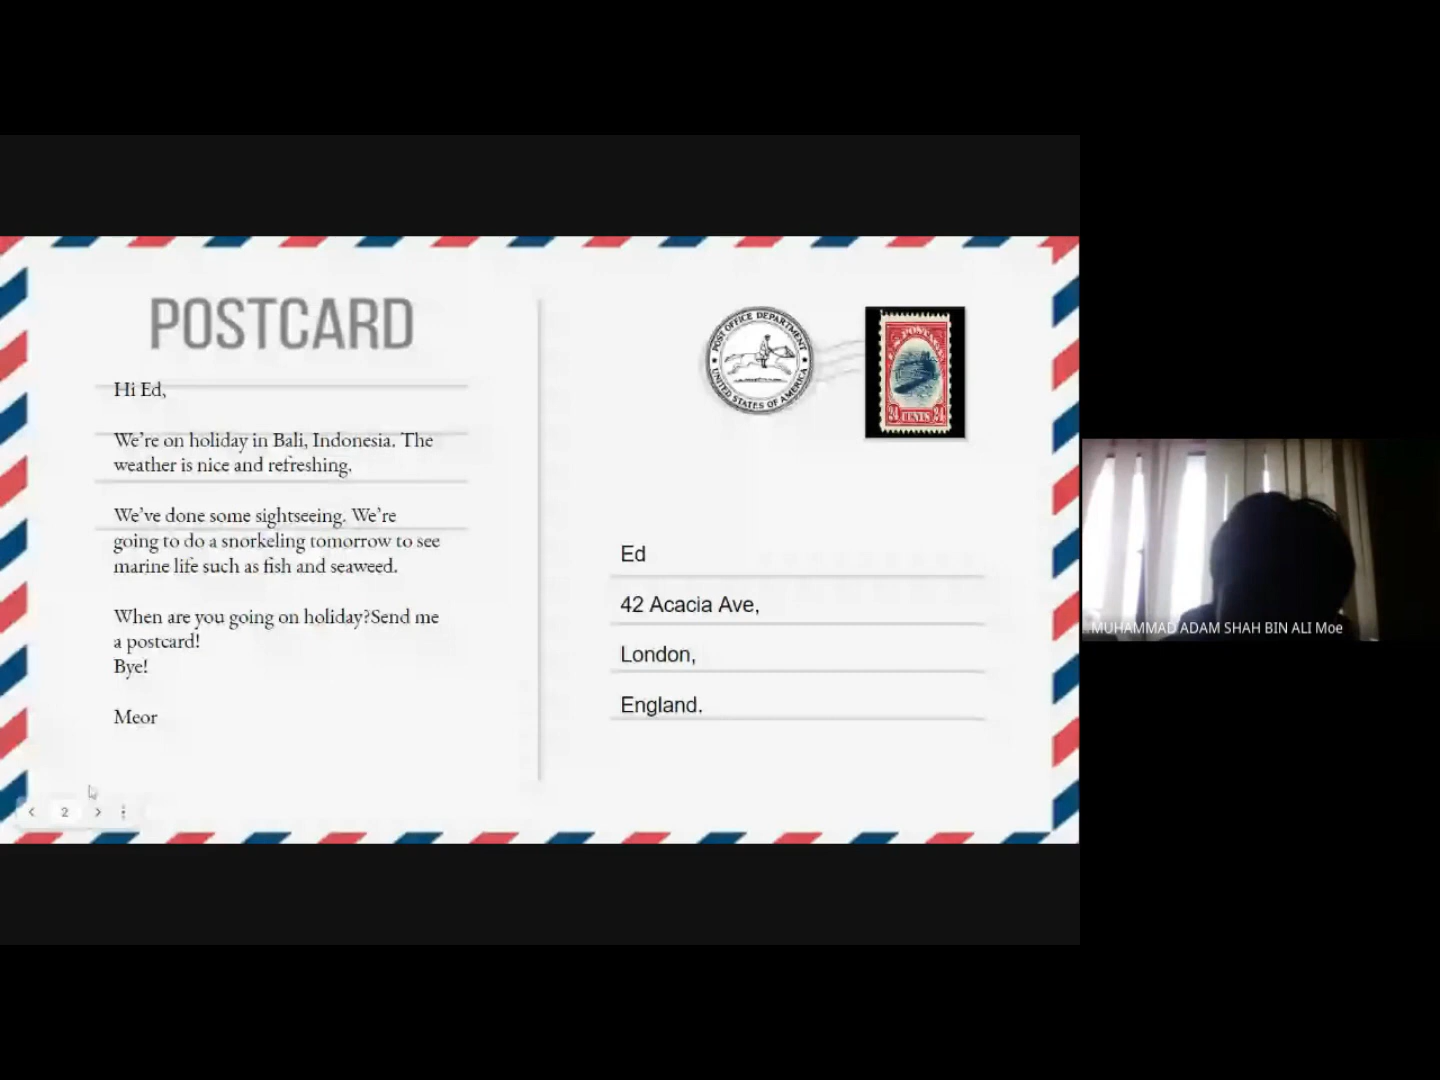 POSTCARD
Hi Ed,
We're on holiday in Bali, Indonesia. The
weather is nice and refreshing.
We've done some sightseeing. We're
going to do a snorkeling tomorrow to see
marine life such as fish and seaweed.
When are you going on holiday?Send me
a postcard!
Bye!
Meor
2
POST OFFICE DEPARTMENT
UNITED STATES OF AMERICA
24 CENTS 24
Ed
42 Acacia Ave,
London,
England.
MUHAMMAD ADAM SHAH BIN ALI Moe